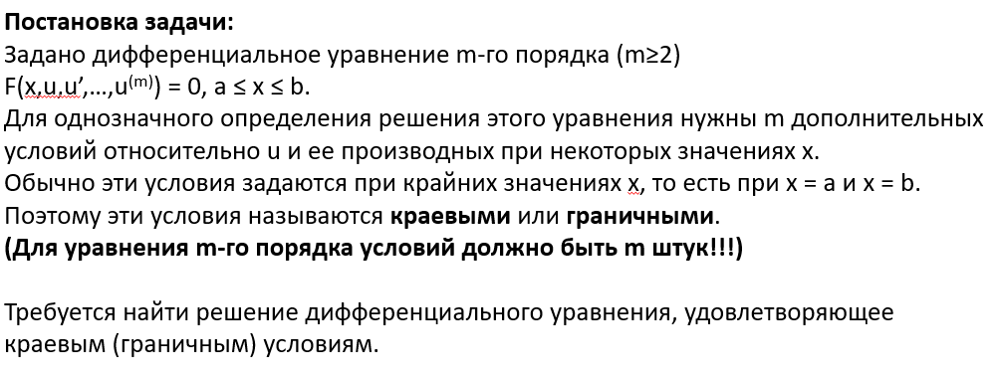 Постановка задачи:
Задано дифференциальное уравнение m-го порядка (m≥2)
F(x,u,u’,…,u⁽ᵐ⁾) = 0, a ≤ x ≤ b.
Для однозначного определения решения этого уравнения нужны m дополнительных
условий относительно u и ее производных при некоторых значениях x.
Обычно эти условия задаются при крайних значениях x, то есть при x = a и x = b.
Поэтому эти условия называются краевыми или граничными.
(Для уравнения m-го порядка условий должно быть m штук!!!)
Требуется найти решение дифференциального уравнения, удовлетворяющее
краевым (граничным) условиям.